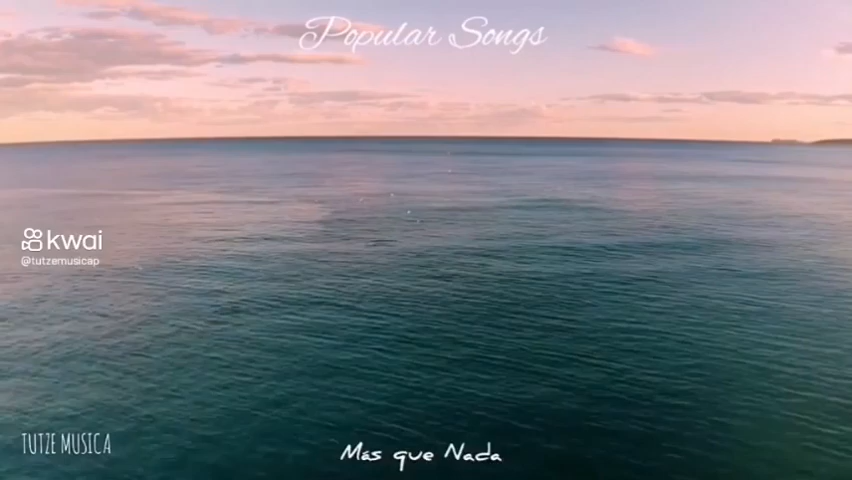 Popular Songs
kwai
@tutzemusicap
TUTZE MUSICA
Más que Nada